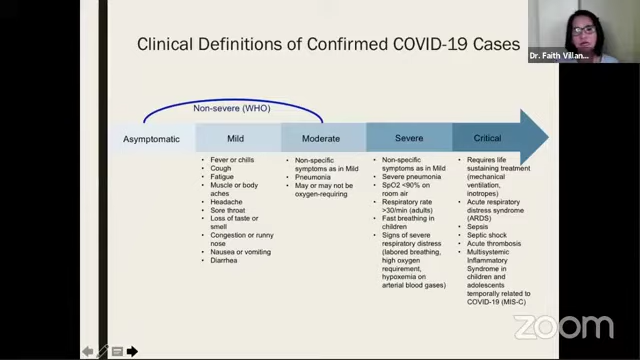 Clinical Definitions of Confirmed COVID-19 Cases
Dr. Faith Villan...
Non-severe (WHO)
Asymptomatic
Mild
Moderate
Severe
Critical
• Fever or chills
• Cough
• Fatigue
• Muscle or body
aches
• Headache
• Sore throat
• Loss of taste or
smell
• Congestion or runny
nose
• Nausea or vomiting
• Diarrhea
• Non-specific
symptoms as in Mild
• Pneumonia
• May or may not be
oxygen-requiring
• Non-specific
symptoms as in Mild
• Severe pneumonia
• SpO2 <90% on
room air
• Respiratory rate
>30/min (adults)
• Fast breathing in
children
• Signs of severe
respiratory distress
(labored breathing,
high oxygen
requirement,
hypoxemia on
arterial blood gases)
• Requires life
sustaining treatment
(mechanical
ventilation,
inotropes)
• Acute respiratory
distress syndrome
(ARDS)
• Sepsis
• Septic shock
• Acute thrombosis
• Multisystemic
Inflammatory
Syndrome in
children and
adolescents
temporally related to
COVID-19 (MIS-C)
zoom